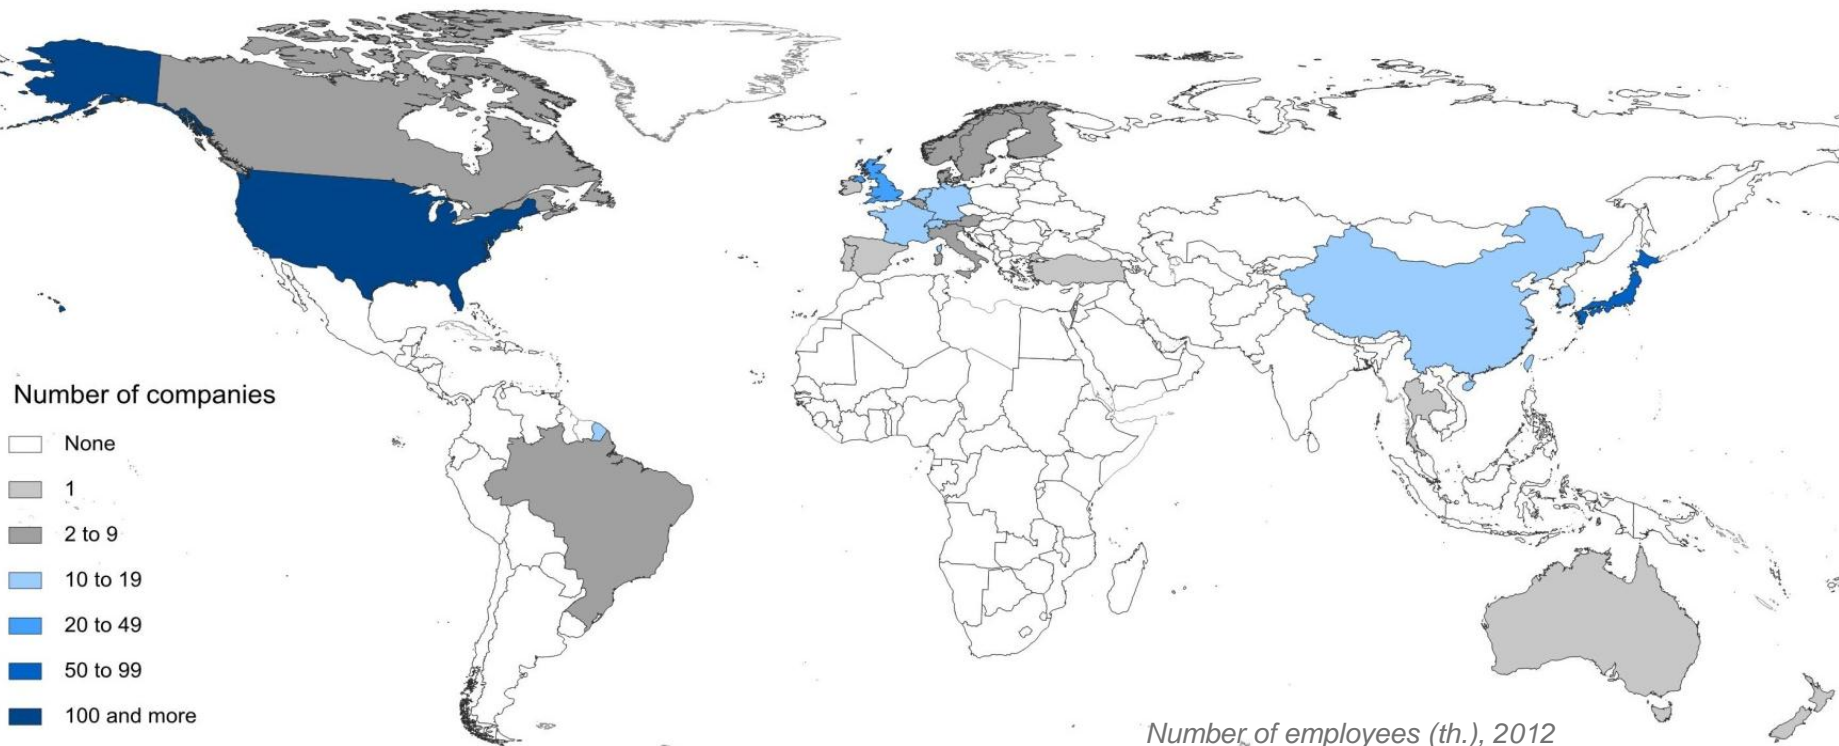 Number of companies
None
1
2 to 9
10 to 19
20 to 49
50 to 99
100 and more
Number of employees (th.), 2012